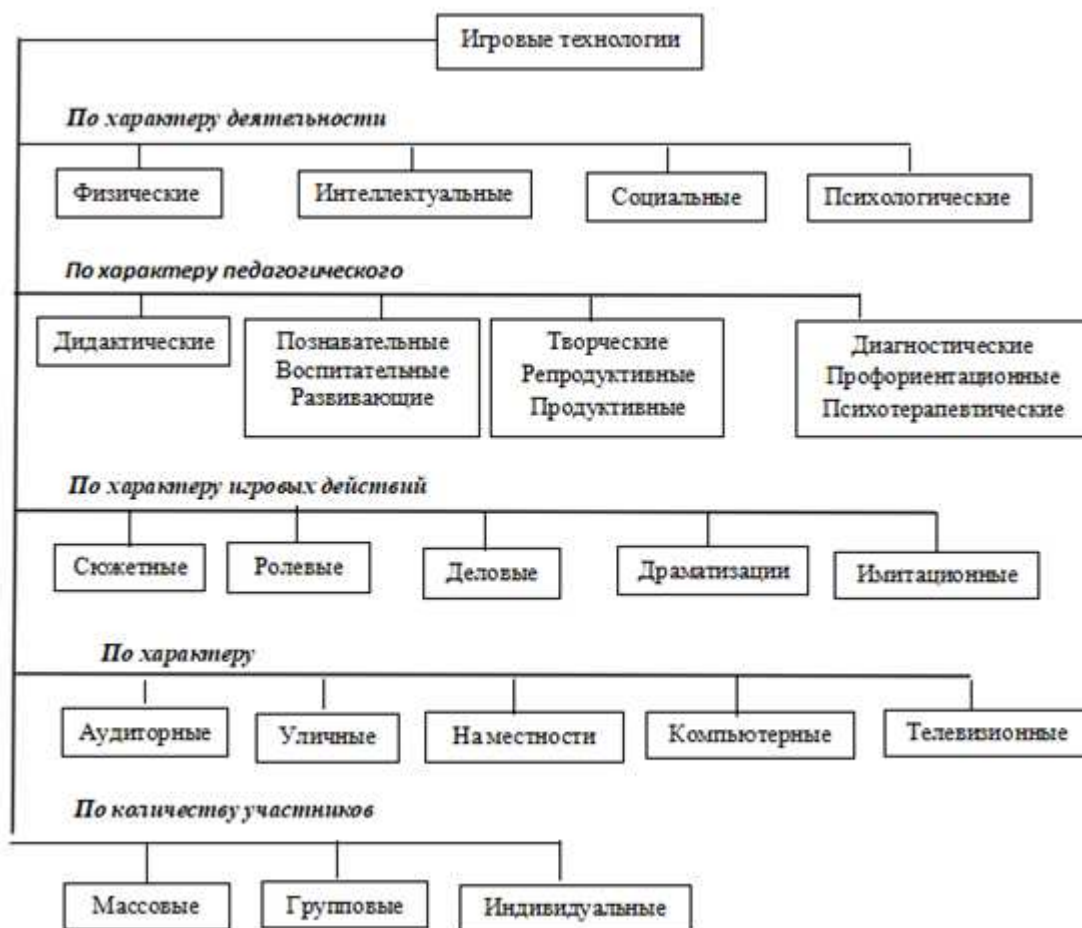 Игровые технологии
По характеру деятельности
Физические
Интеллектуальные
Социальные
Психологические
По характеру педагогического
Дидактические
Познавательные
Воспитательные
Развивающие
Творческие
Репродуктивные
Продуктивные
Диагностические
Профориентационные
Психотерапевтические
По характеру игровых действий
Сюжетные
Ролевые
Деловые
Драматизации
Имитационные
По характеру
Аудиторные
Уличные
На местности
Компьютерные
Телевизионные
По количеству участников
Массовые
Групповые
Индивидуальные